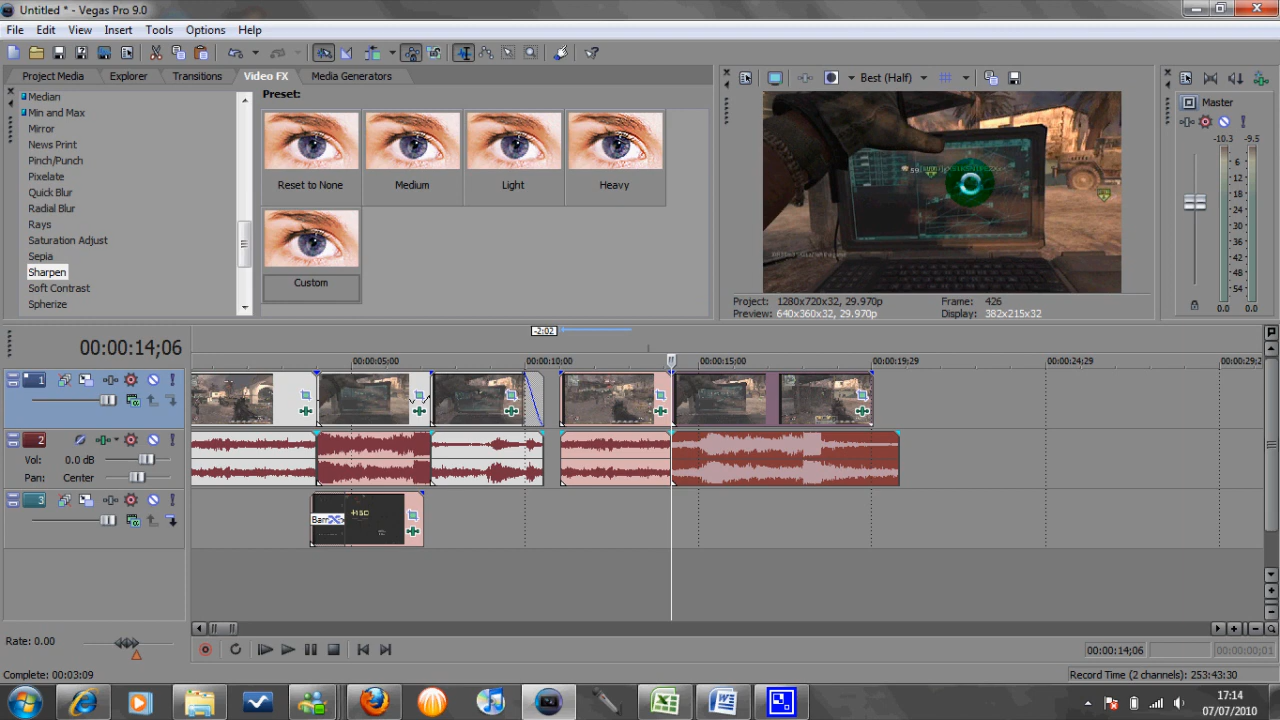 Untitled * - Vegas Pro 9.0
File Edit View Insert Tools Options Help
Project Media Explorer Transitions Video FX Media Generators
Median
Min and Max
Mirror
News Print
Pinch/Punch
Pixelate
Quick Blur
Radial Blur
Rays
Saturation Adjust
Sepia
Sharpen
Soft Contrast
Spherize
Preset:
Reset to None Medium Light Heavy
Custom
Best (Half)
Project: 1280x720x32, 29.970p Frame: 426
Preview: 640x360x32, 29.970p Display: 382x215x32
Master
-10.3 -9.5
- 6 -
- 12 -
- 18 -
- 24 -
- 30 -
- 36 -
- 42 -
- 48 -
- 54 -
0.0 0.0
-2:02
00:00:14;06
00:00:05;00 00:00:10;00 00:00:15;00 00:00:19;29 00:00:24;29 00:00:29;2
1
2
Vol: 0.0 dB
Pan: Center
3
+150
Rate: 0.00
00:00:14;06 00:00:00;01
Complete: 00:03:09
Record Time (2 channels): 253:43:30
17:14
07/07/2010